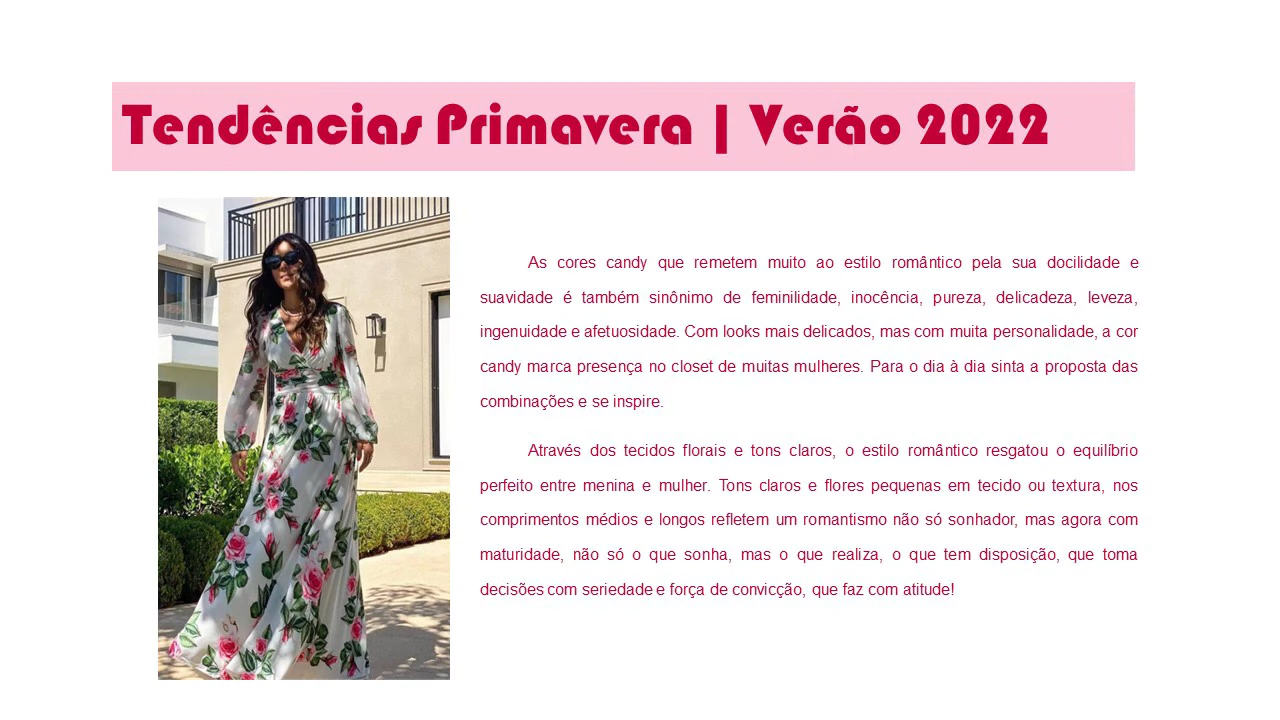 Tendências Primavera | Verão 2022
As cores candy que remetem muito ao estilo romântico pela sua docilidade e
suavidade é também sinônimo de feminilidade, inocência, pureza, delicadeza, leveza,
ingenuidade e afetuosidade. Com looks mais delicados, mas com muita personalidade, a cor
candy marca presença no closet de muitas mulheres. Para o dia à dia sinta a proposta das
combinações e se inspire.
Através dos tecidos florais e tons claros, o estilo romântico resgatou o equilíbrio
perfeito entre menina e mulher. Tons claros e flores pequenas em tecido ou textura, nos
comprimentos médios e longos refletem um romantismo não só sonhador, mas agora com
maturidade, não só o que sonha, mas o que realiza, o que tem disposição, que toma
decisões com seriedade e força de convicção, que faz com atitude!